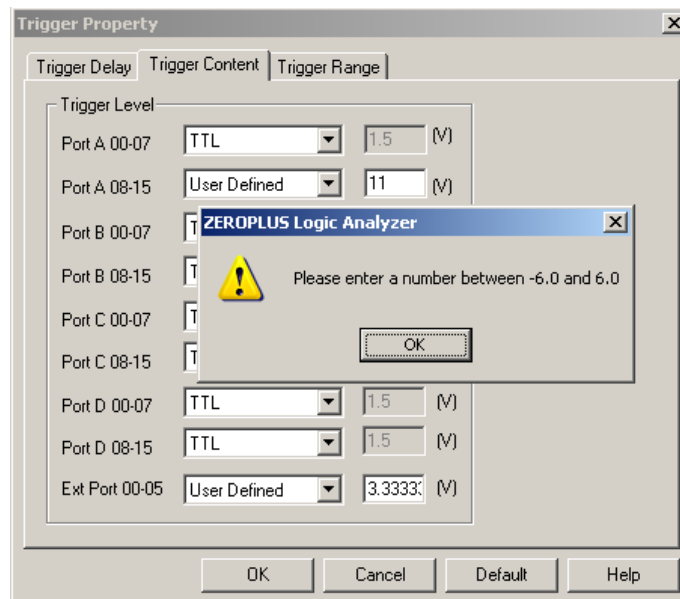 Trigger Property
Trigger Delay Trigger Content Trigger Range
Trigger Level
Port A 00-07 TTL 1.5 (V)
Port A 08-15 User Defined 11 (V)
Port B 00-07 T
ZEROPLUS Logic Analyzer
Port B 08-15 T
Please enter a number between -6.0 and 6.0
Port C 00-07 T
OK
Port C 08-15 T
Port D 00-07 TTL 1.5 (V)
Port D 08-15 TTL 1.5 (V)
Ext Port 00-05 User Defined 3.3333 (V)
OK Cancel Default Help